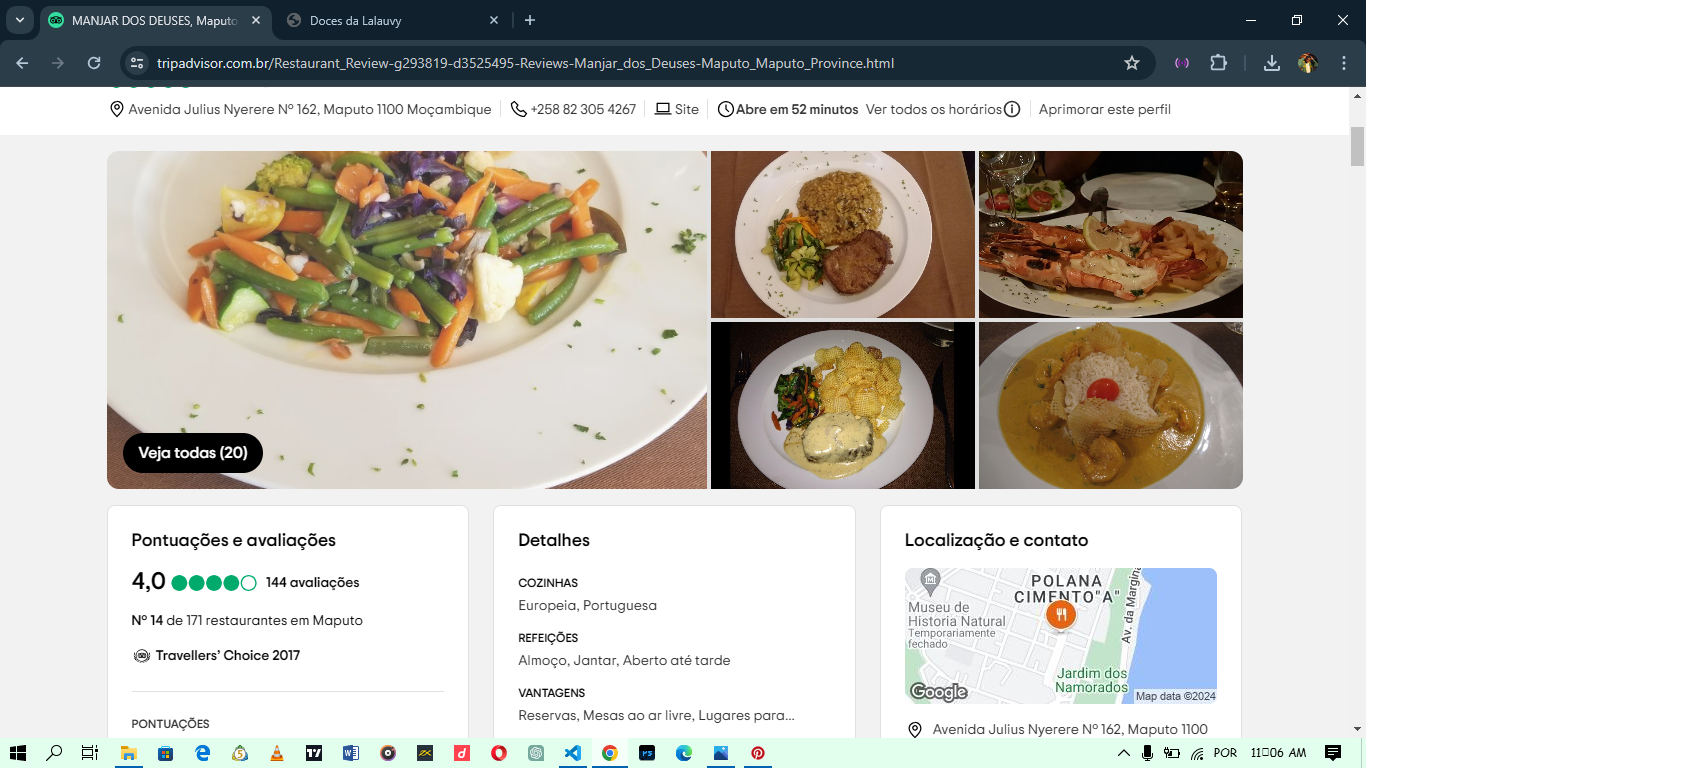 MANJAR DOS DEUSES, Maputo
Doces da Lalauvy
tripadvisor.com.br/Restaurant_Review-g293819-d3525495-Reviews-Manjar_dos_Deuses-Maputo_Maputo_Province.html
Avenida Julius Nyerere Nº 162, Maputo 1100 Moçambique
+258 82 305 4267
Site
Abre em 52 minutos
Ver todos os horários
Aprimorar este perfil
Veja todas (20)
Pontuações e avaliações
4,0
144 avaliações
Nº 14 de 171 restaurantes em Maputo
Travellers' Choice 2017
PONTUAÇÕES
Detalhes
COZINHAS
Europeia, Portuguesa
REFEIÇÕES
Almoço, Jantar, Aberto até tarde
VANTAGENS
Reservas, Mesas ao ar livre, Lugares para...
Localização e contato
POLANA
CIMENTO"A"
Museu de
Historia Natural
Temporariamente
fechado
Av. da Margina
Jardim dos
Namorados
Google
Map data ©2024
Avenida Julius Nyerere Nº 162, Maputo 1100
POR
11:06 AM